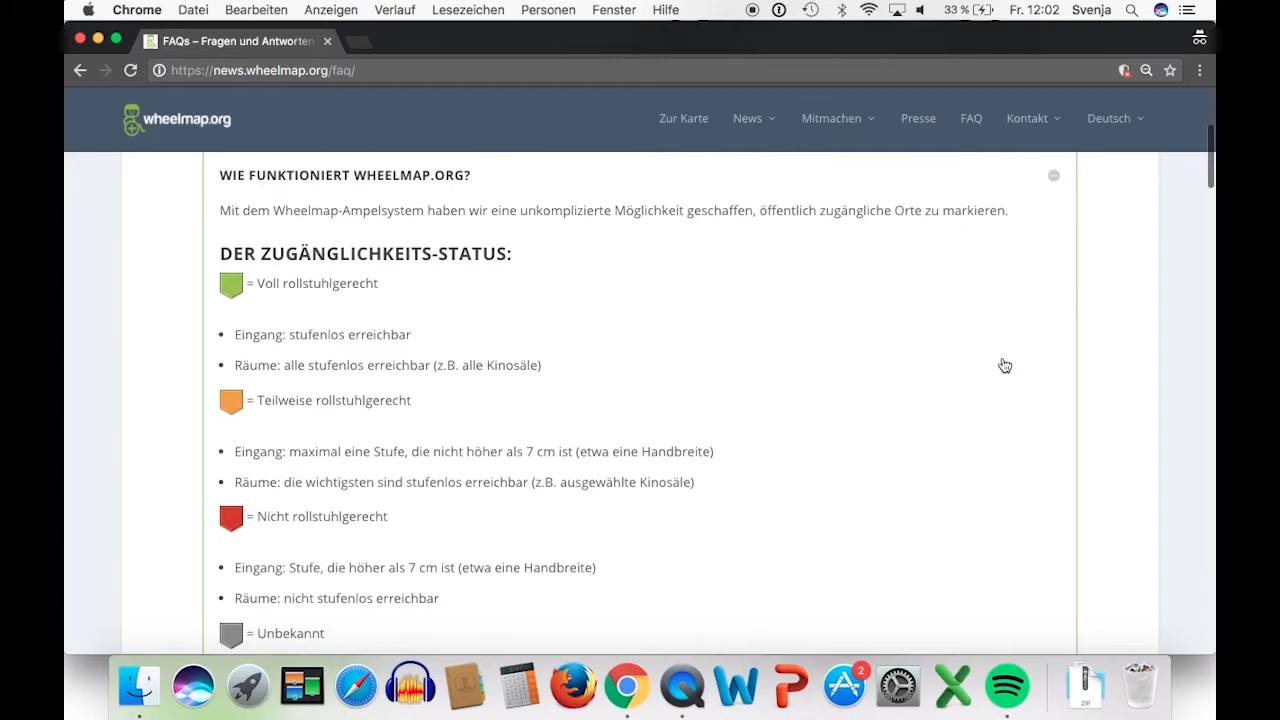 Chrome Datei Bearbeiten Anzeigen Verlauf Lesezeichen Personen Fenster Hilfe 33 % Fr. 12:02 Svenja
FAQs – Fragen und Antworten
https://news.wheelmap.org/faq/
wheelmap.org Zur Karte News Mitmachen Presse FAQ Kontakt Deutsch
WIE FUNKTIONIERT WHEELMAP.ORG?
Mit dem Wheelmap-Ampelsystem haben wir eine unkomplizierte Möglichkeit geschaffen, öffentlich zugängliche Orte zu markieren.
DER ZUGÄNGLICHKEITS-STATUS:
= Voll rollstuhlgerecht
• Eingang: stufenlos erreichbar
• Räume: alle stufenlos erreichbar (z.B. alle Kinosäle)
= Teilweise rollstuhlgerecht
• Eingang: maximal eine Stufe, die nicht höher als 7 cm ist (etwa eine Handbreite)
• Räume: die wichtigsten sind stufenlos erreichbar (z.B. ausgewählte Kinosäle)
= Nicht rollstuhlgerecht
• Eingang: Stufe, die höher als 7 cm ist (etwa eine Handbreite)
• Räume: nicht stufenlos erreichbar
= Unbekannt
2
ZIP